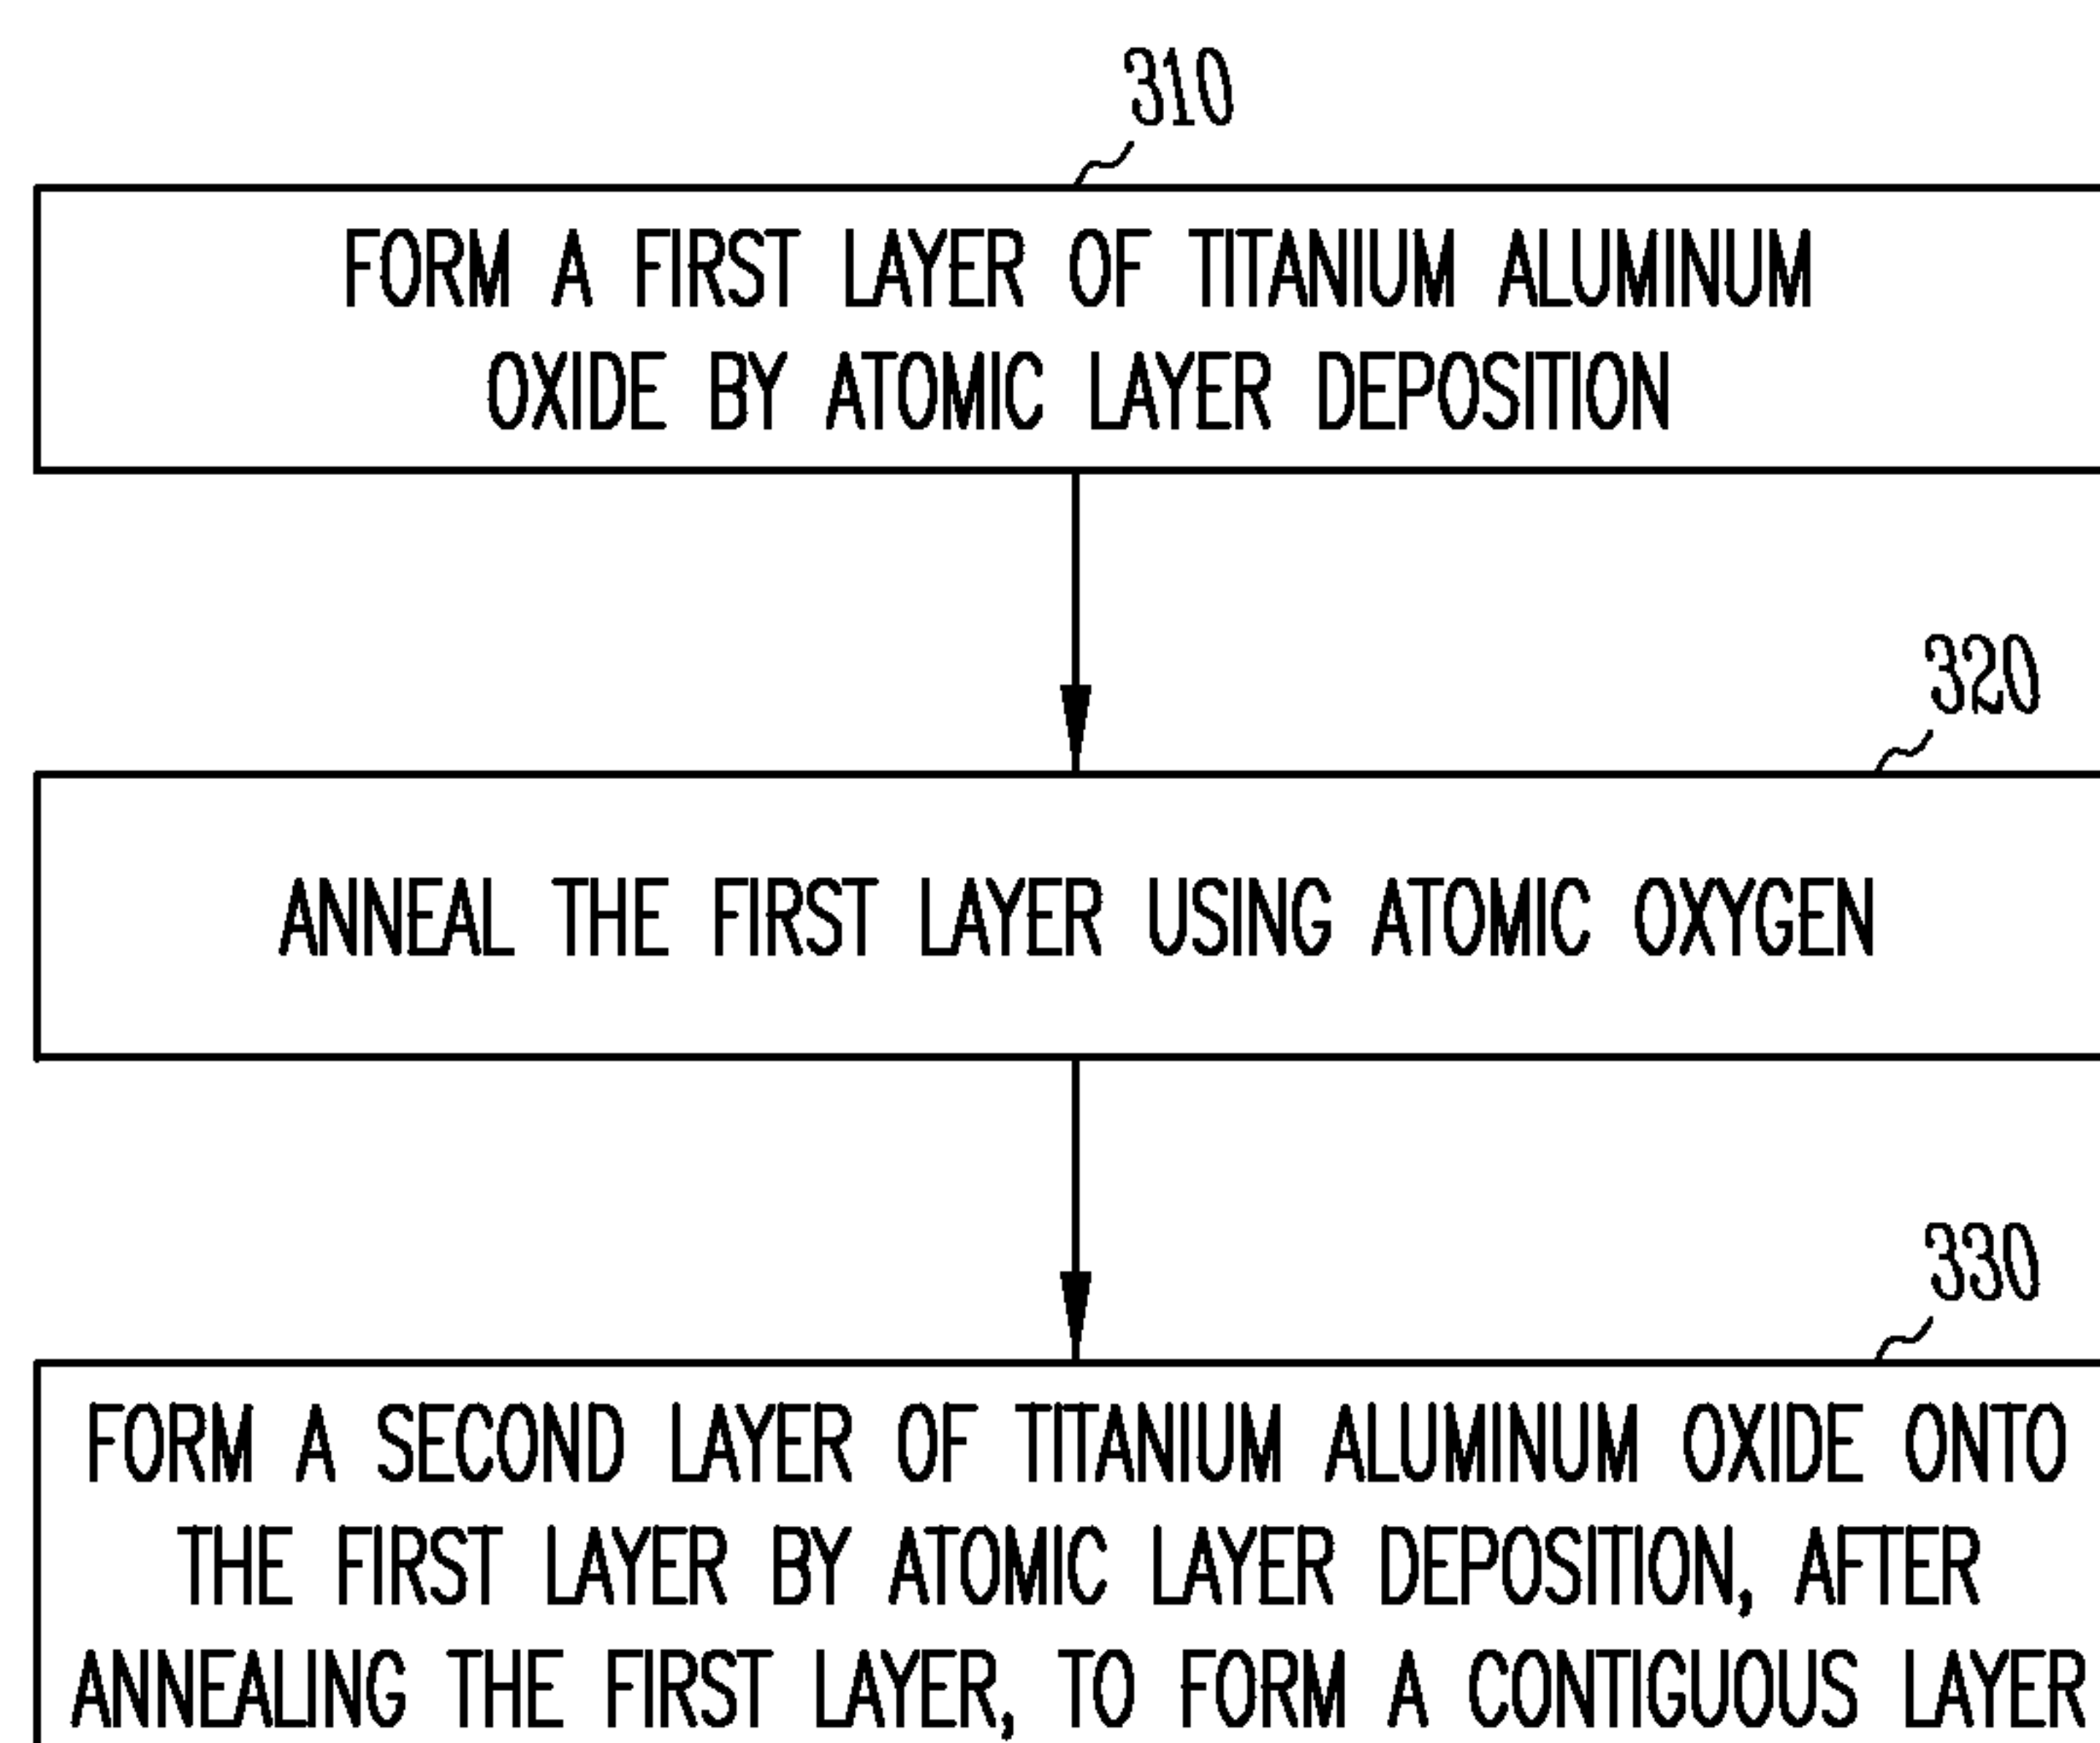 310
FORM A FIRST LAYER OF TITANIUM ALUMINUM
OXIDE BY ATOMIC LAYER DEPOSITION
320
ANNEAL THE FIRST LAYER USING ATOMIC OXYGEN
330
FORM A SECOND LAYER OF TITANIUM ALUMINUM OXIDE ONTO
THE FIRST LAYER BY ATOMIC LAYER DEPOSITION, AFTER
ANNEALING THE FIRST LAYER, TO FORM A CONTIGUOUS LAYER